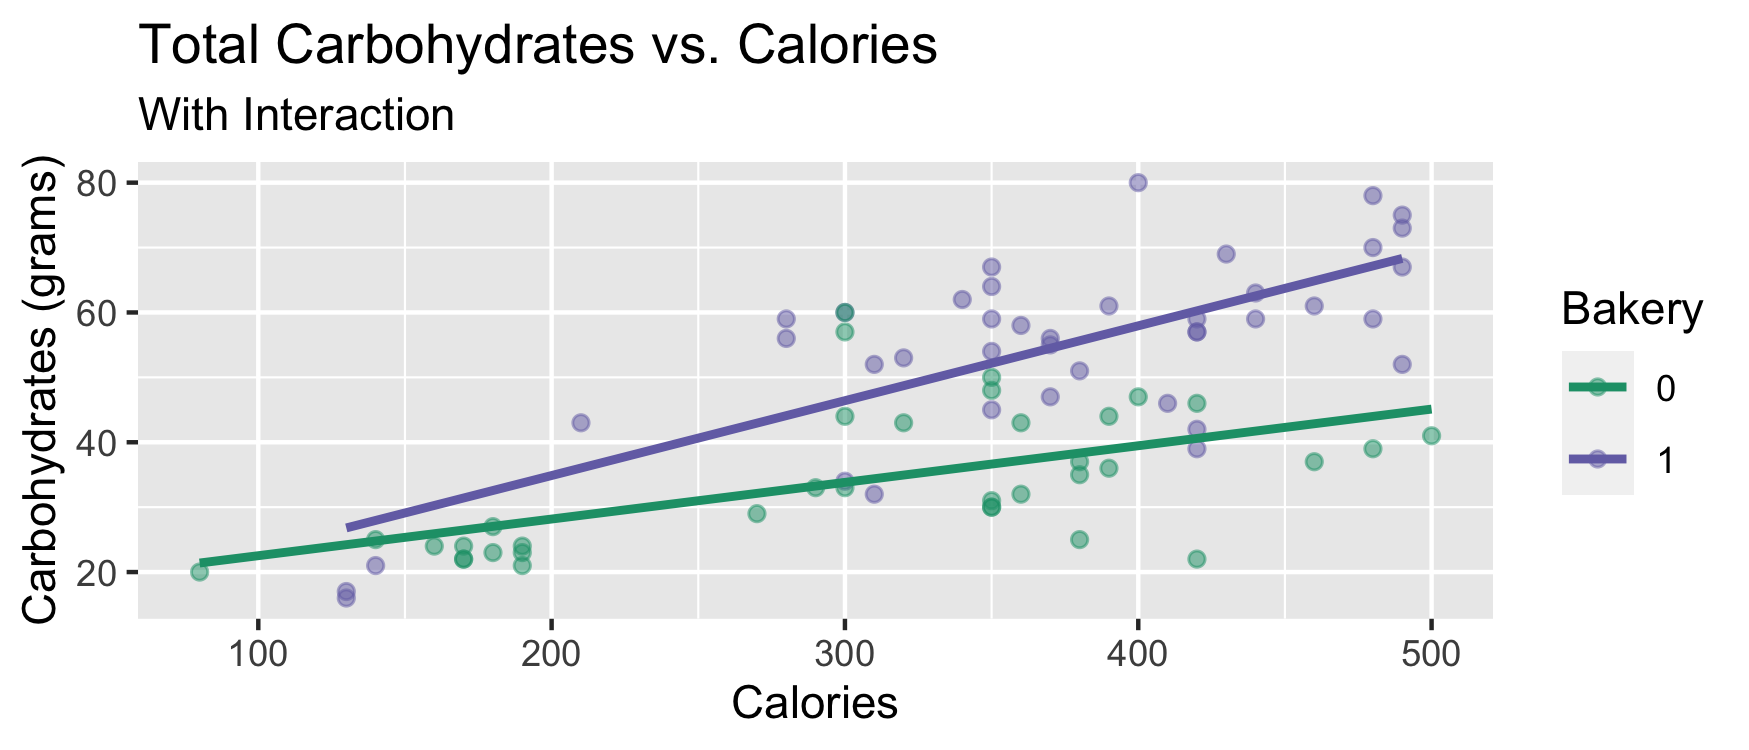 Total Carbohydrates vs. Calories
With Interaction
Carbohydrates (grams)
80
60
40
20
100 200 300 400 500
Calories
Bakery
0
1